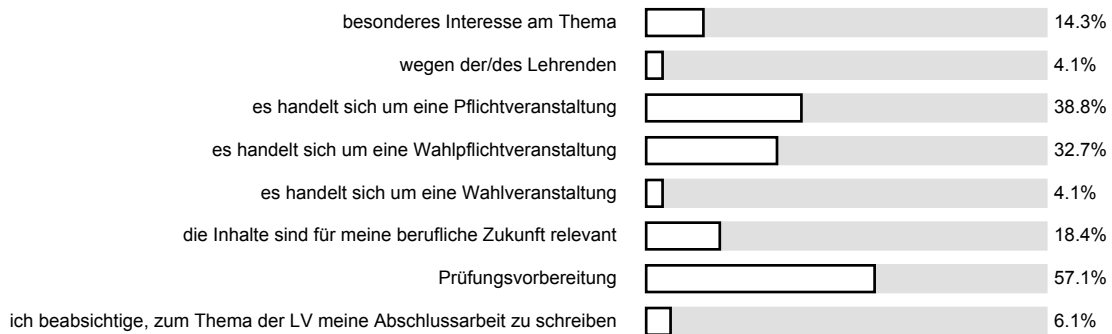 besonderes Interesse am Thema 14.3%
wegen der/des Lehrenden 4.1%
es handelt sich um eine Pflichtveranstaltung 38.8%
es handelt sich um eine Wahlpflichtveranstaltung 32.7%
es handelt sich um eine Wahlveranstaltung 4.1%
die Inhalte sind für meine berufliche Zukunft relevant 18.4%
Prüfungsvorbereitung 57.1%
ich beabsichtige, zum Thema der LV meine Abschlussarbeit zu schreiben 6.1%